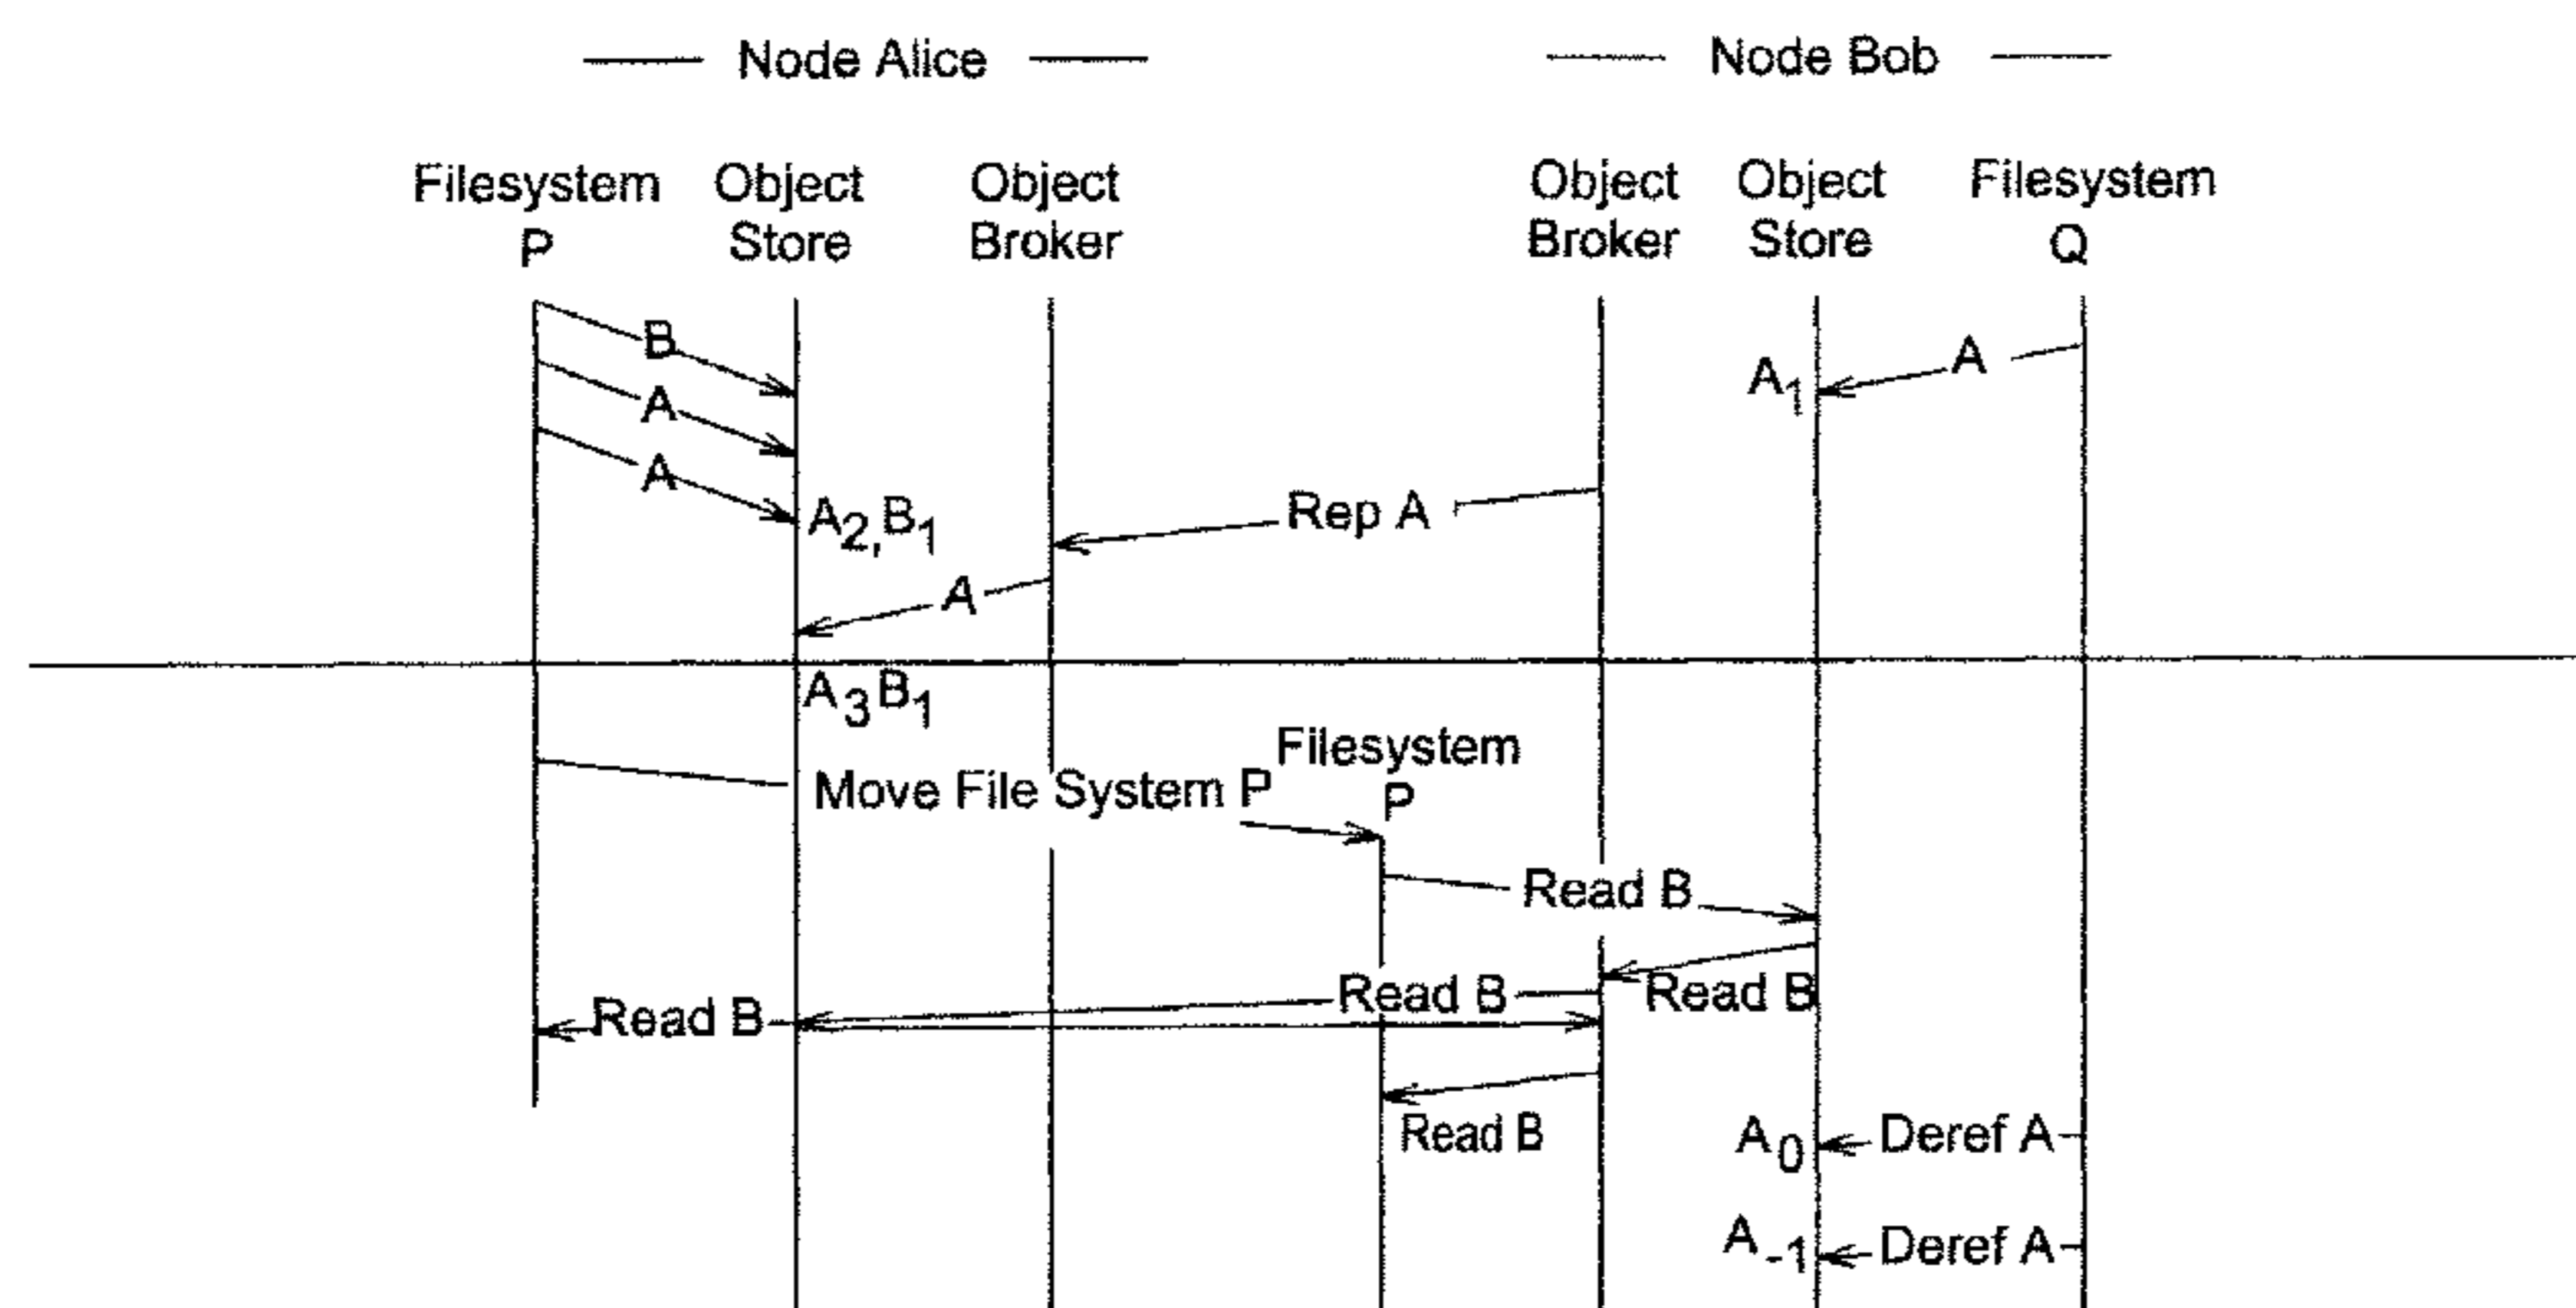 Node Alice
Node Bob
Filesystem P
Object Store
Object Broker
Object Broker
Object Store
Filesystem Q
B
A
A
A1
A
A2,B1
Rep A
A
A3B1
Move File System P
Filesystem P
Read B
Read B
Read B
Read B
Read B
A0
Deref A
A-1
Deref A